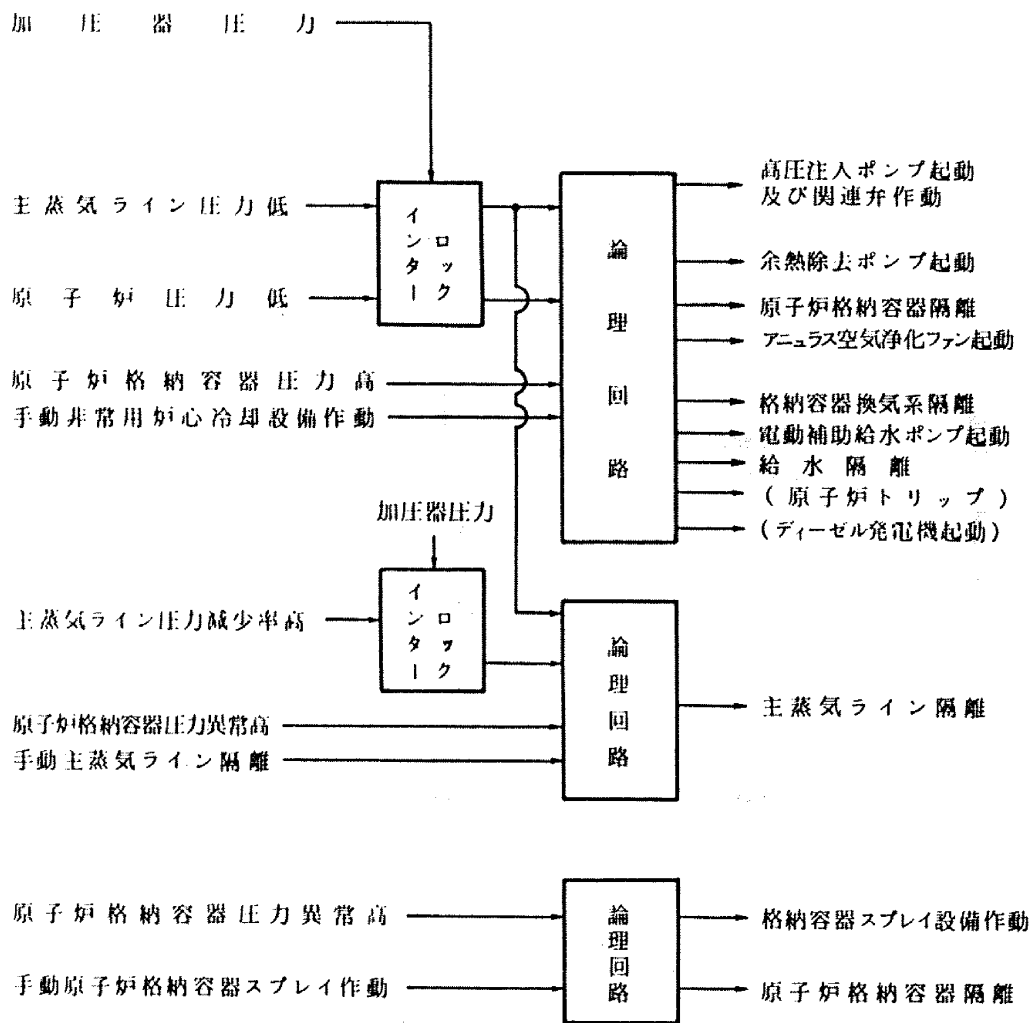 加圧器圧力
主蒸気ライン圧力低
原子炉圧力低
インターロック
原子炉格納容器圧力高
手動非常用炉心冷却設備作動
論理回路
高圧注入ポンプ起動
及び関連弁作動
余熱除去ポンプ起動
原子炉格納容器隔離
アニュラス空気浄化ファン起動
格納容器換気系隔離
電動補助給水ポンプ起動
給水隔離
(原子炉トリップ)
(ディーゼル発電機起動)
加圧器圧力
主蒸気ライン圧力減少率高
インターロック
原子炉格納容器圧力異常高
手動主蒸気ライン隔離
論理回路
主蒸気ライン隔離
原子炉格納容器圧力異常高
手動原子炉格納容器スプレイ作動
論理回路
格納容器スプレイ設備作動
原子炉格納容器隔離